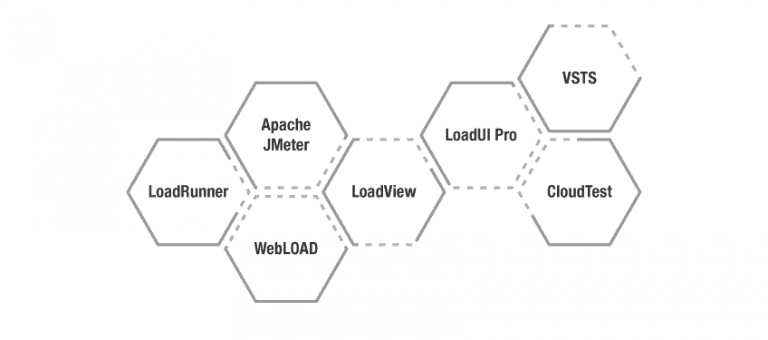 VSTS
Apache
JMeter
LoadUI Pro
LoadRunner
LoadView
CloudTest
WebLOAD